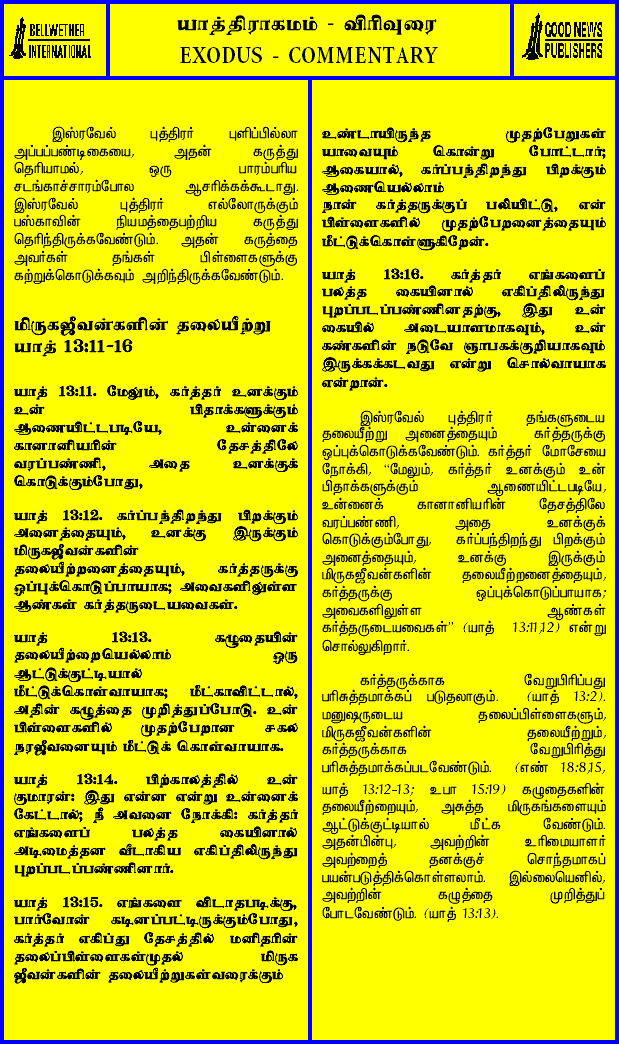 BELLWETHER
INTERNATIONAL
யாத்திராகமம் - விரிவுரை
EXODUS - COMMENTARY
GOOD NEWS
PUBLISHERS
இஸ்ரவேல் புத்திரர் புளிப்பில்லா
அப்பப்பண்டிகையை, அதன் கருத்து
தெரியாமல், ஒரு பாரம்பரிய
சடங்காச்சாரம்போல ஆசரிக்கக்கூடாது.
இஸ்ரவேல் புத்திரர் எல்லோருக்கும்
பஸ்காவின் நியமத்தைபற்றிய கருத்து
தெரிந்திருக்கவேண்டும். அதன் கருத்தை
அவர்கள் தங்கள் பிள்ளைகளுக்கு
கற்றுக்கொடுக்கவும் அறிந்திருக்கவேண்டும்.
மிருகஜீவன்களின் தலையீற்று
யாத் 13:11-16
யாத் 13:11. மேலும், கர்த்தர் உனக்கும்
உன் பிதாக்களுக்கும்
ஆணையிட்டபடியே, உன்னைக்
கானானியரின் தேசத்திலே
வரப்பண்ணி, அதை உனக்குக்
கொடுக்கும்போது,
யாத் 13:12. கர்ப்பந்திறந்து பிறக்கும்
அனைத்தையும், உனக்கு இருக்கும்
மிருகஜீவன்களின்
தலையீற்றனைத்தையும், கர்த்தருக்கு
ஒப்புக்கொடுப்பாயாக; அவைகளிலுள்ள
ஆண்கள் கர்த்தருடையவைகள்.
யாத் 13:13. கழுதையின்
தலையீற்றையெல்லாம் ஒரு
ஆட்டுக்குட்டியால்
மீட்டுக்கொள்வாயாக; மீட்காவிட்டால்,
அதின் கழுத்தை முறித்துப்போடு. உன்
பிள்ளைகளில் முதற்பேறான சகல
நரஜீவனையும் மீட்டுக் கொள்வாயாக.
யாத் 13:14. பிற்காலத்தில் உன்
குமாரன்: இது என்ன என்று உன்னைக்
கேட்டால்; நீ அவனை நோக்கி: கர்த்தர்
எங்களைப் பலத்த கையினால்
அடிமைத்தன வீடாகிய எகிப்திலிருந்து
புறப்படப்பண்ணினார்.
யாத் 13:15. எங்களை விடாதபடிக்கு,
பார்வோன் கடினப்பட்டிருக்கும்போது,
கர்த்தர் எகிப்து தேசத்தில் மனிதரின்
தலைப்பிள்ளைகள்முதல் மிருக
ஜீவன்களின் தலையீற்றுகள்வரைக்கும்
உண்டாயிருந்த முதற்பேறுகள்
யாவையும் கொன்று போட்டார்;
ஆகையால், கர்ப்பந்திறந்து பிறக்கும்
ஆணையெல்லாம்
நான் கர்த்தருக்குப் பலியிட்டு, என்
பிள்ளைகளில் முதற்பேறனைத்தையும்
மீட்டுக்கொள்ளுகிறேன்.
யாத் 13:16. கர்த்தர் எங்களைப்
பலத்த கையினால் எகிப்திலிருந்து
புறப்படப்பண்ணினதற்கு, இது உன்
கையில் அடையாளமாகவும், உன்
கண்களின் நடுவே ஞாபகக்குறியாகவும்
இருக்கக்கடவது என்று சொல்வாயாக
என்றான்.
இஸ்ரவேல் புத்திரர் தங்களுடைய
தலையீற்று அனைத்தையும் கர்த்தருக்கு
ஒப்புக்கொடுக்கவேண்டும். கர்த்தர் மோசேயை
நோக்கி, “மேலும், கர்த்தர் உனக்கும் உன்
பிதாக்களுக்கும் ஆணையிட்டபடியே,
உன்னைக் கானானியரின் தேசத்திலே
வரப்பண்ணி, அதை உனக்குக்
கொடுக்கும்போது, கர்ப்பந்திறந்து பிறக்கும்
அனைத்தையும், உனக்கு இருக்கும்
மிருகஜீவன்களின் தலையீற்றனைத்தையும்,
கர்த்தருக்கு ஒப்புக்கொடுப்பாயாக;
அவைகளிலுள்ள ஆண்கள்
கர்த்தருடையவைகள்” (யாத் 13:11,12) என்று
சொல்லுகிறார்.
கர்த்தருக்காக வேறுபிரிப்பது
பரிசுத்தமாக்கப் படுதலாகும். (யாத் 13:2).
மனுஷருடைய தலைப்பிள்ளைகளும்,
மிருகஜீவன்களின் தலையீற்றும்,
கர்த்தருக்காக வேறுபிரித்து
பரிசுத்தமாக்கப்படவேண்டும். (எண் 18:8,15,
யாத் 13:12-13; உபா 15:19) கழுதைகளின்
தலையீற்றையும், அசுத்த மிருகங்களையும்
ஆட்டுக்குட்டியால் மீட்க வேண்டும்.
அதன்பின்பு, அவற்றின் உரிமையாளர்
அவற்றைத் தனக்குச் சொந்தமாகப்
பயன்படுத்திக்கொள்ளலாம். இல்லையெனில்,
அவற்றின் கழுத்தை முறித்துப்
போடவேண்டும். (யாத் 13:13).